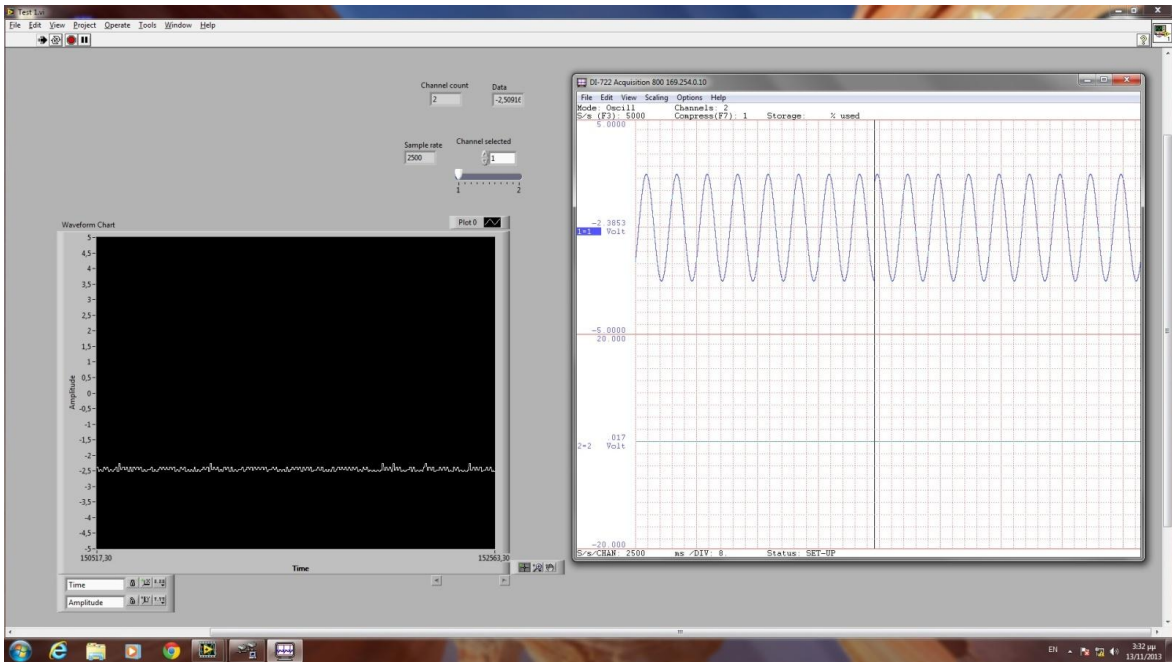 Test 1.vi
File Edit View Project Operate Tools Window Help
Channel count
2
Data
-2,50916
Sample rate
2500
Channel selected
1
1 2
Waveform Chart
Plot 0
5
4,5
4
3,5
3
2,5
2
1,5
1
0,5
0
-0,5
-1
-1,5
-2
-2,5
-3
-3,5
-4
-4,5
-5
Amplitude
150517,30 152563,30
Time
Time
Amplitude
DI-722 Acquisition 800 169.254.0.10
File Edit View Scaling Options Help
Mode: Oscill Channels: 2
S/s (F3): 5000 Compress(F7): 1 Storage: % used
5.0000
-2.3853
1=1 Volt
-5.0000
20.000
.017
2=2 Volt
-20.000
S/s/CHAN: 2500 ms /DIV: 8. Status: SET-UP
EN 3:32 μμ
13/11/2013